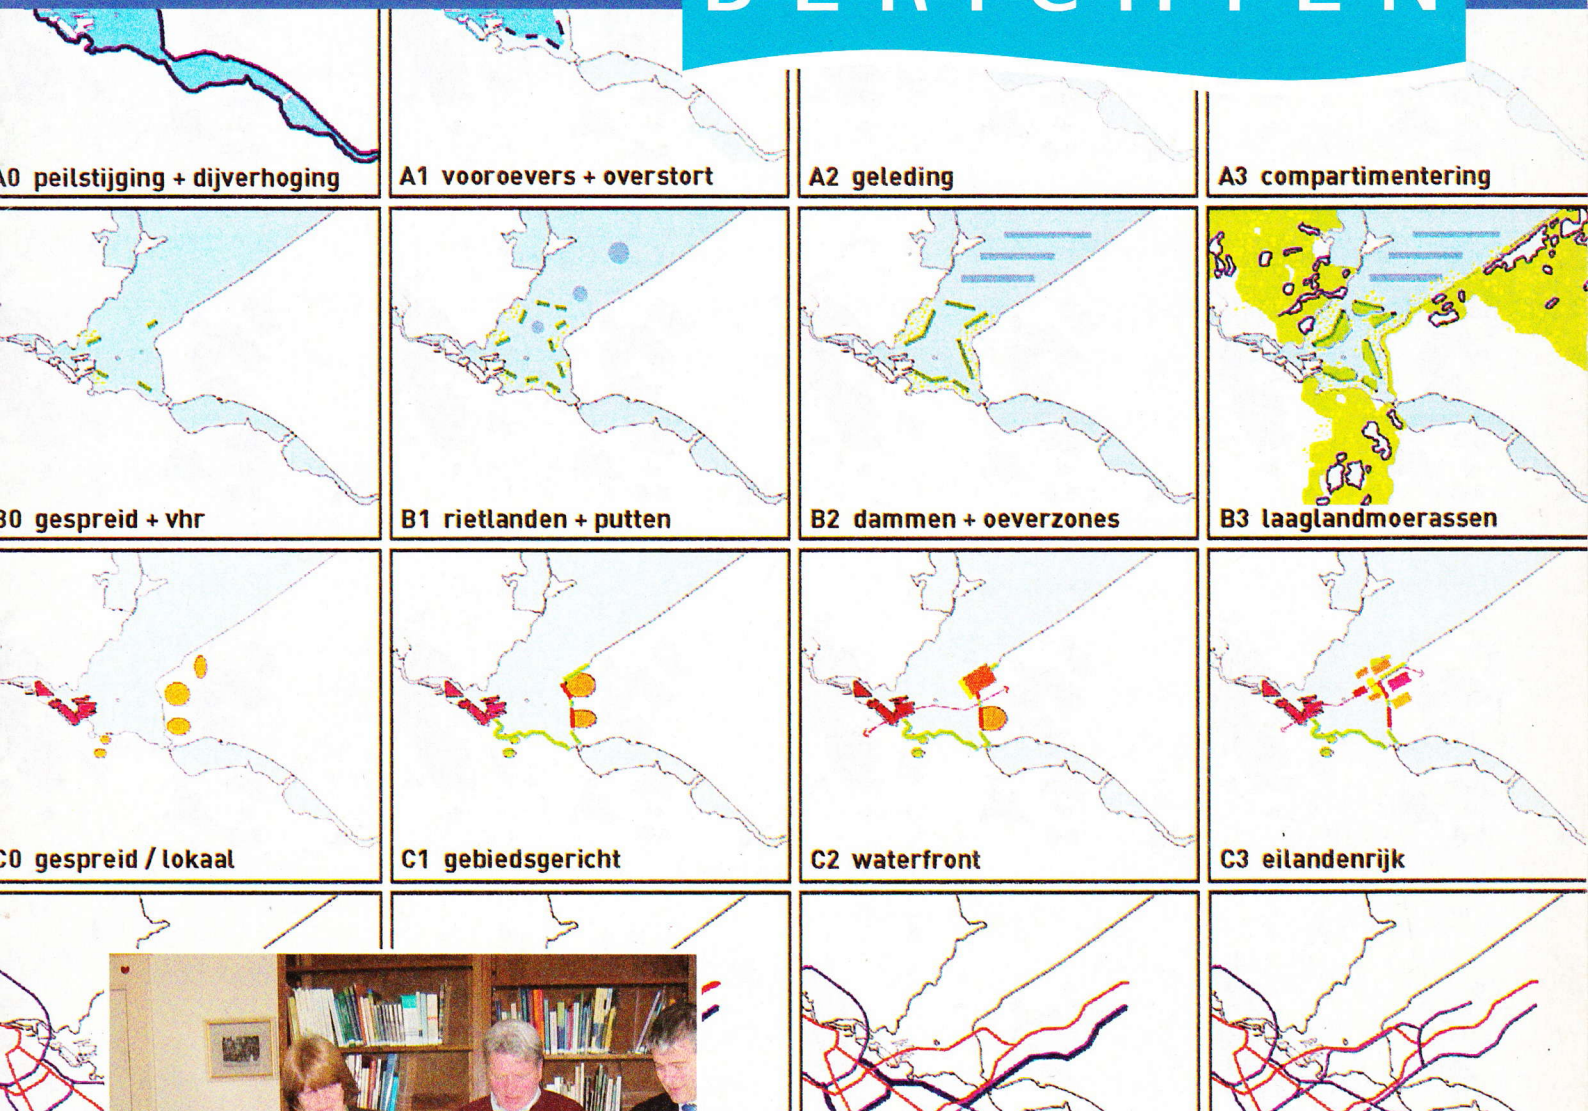 BERICHTEN
A0 peilstijging + dijverhoging
A1 vooroevers + overstort
A2 geleding
A3 compartimentering
B0 gespreid + vhr
B1 rietlanden + putten
B2 dammen + oeverzones
B3 laaglandmoerassen
C0 gespreid / lokaal
C1 gebiedsgericht
C2 waterfront
C3 eilandenrijk